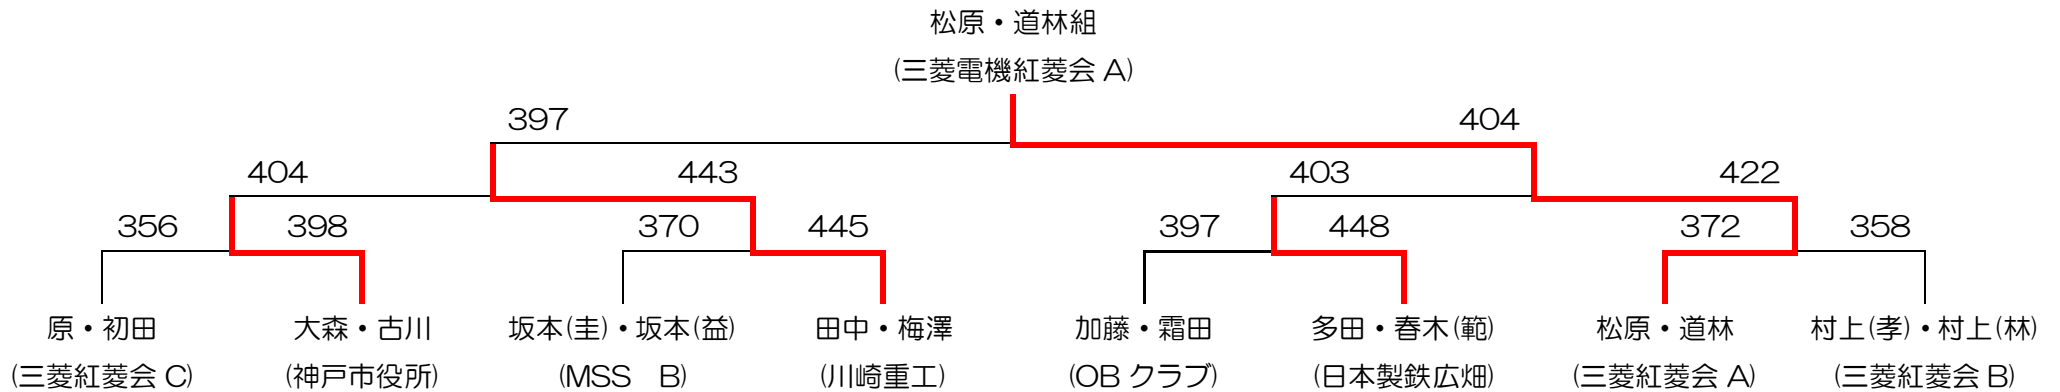 松原・道林組
(三菱電機紅菱会 A)
397 404
404 443 403 422
356 398 370 445 397 448 372 358
原・初田 大森・古川 坂本(圭)・坂本(益) 田中・梅澤 加藤・霜田 多田・春木(範) 松原・道林 村上(孝)・村上(林)
(三菱紅菱会 C) (神戸市役所) (MSS　B) (川崎重工) (OB クラブ) (日本製鉄広畑) (三菱紅菱会 A) (三菱紅菱会 B)